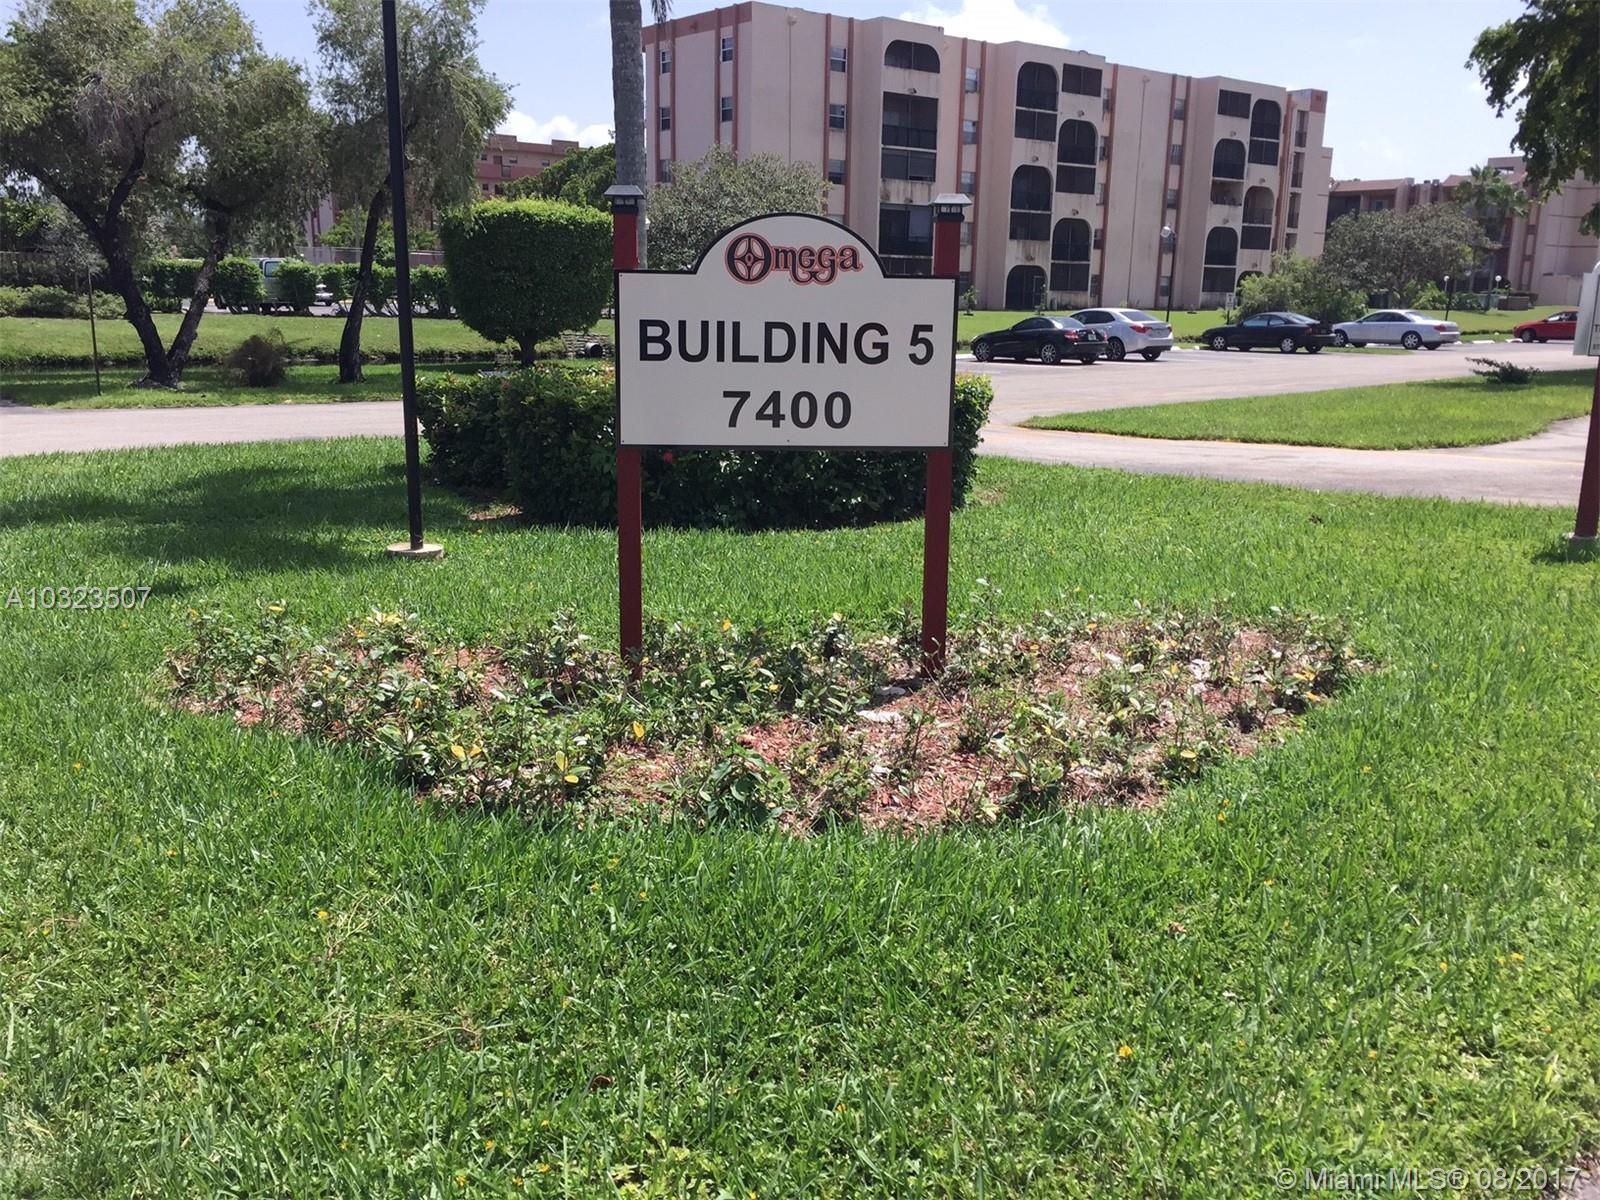 Omega
BUILDING 5
7400
A10323507
© Miami MLS® 08/2017